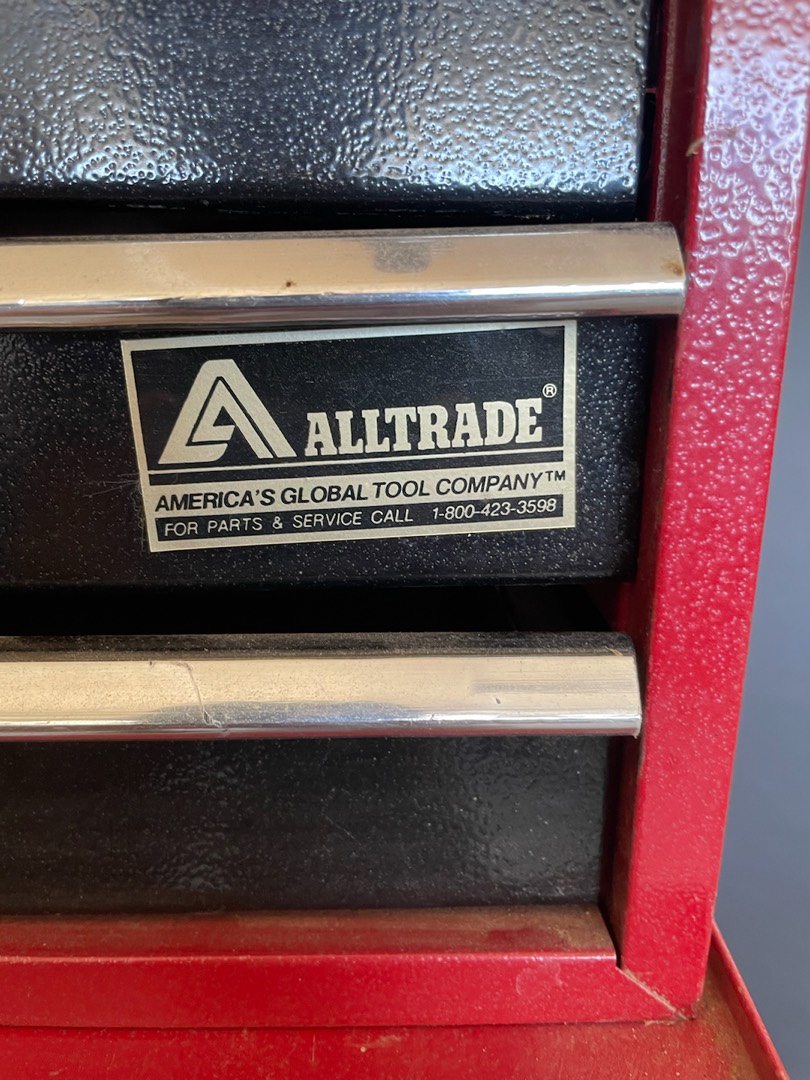 ALLTRADE®
AMERICA'S GLOBAL TOOL COMPANY™
FOR PARTS & SERVICE CALL 1-800-423-3598